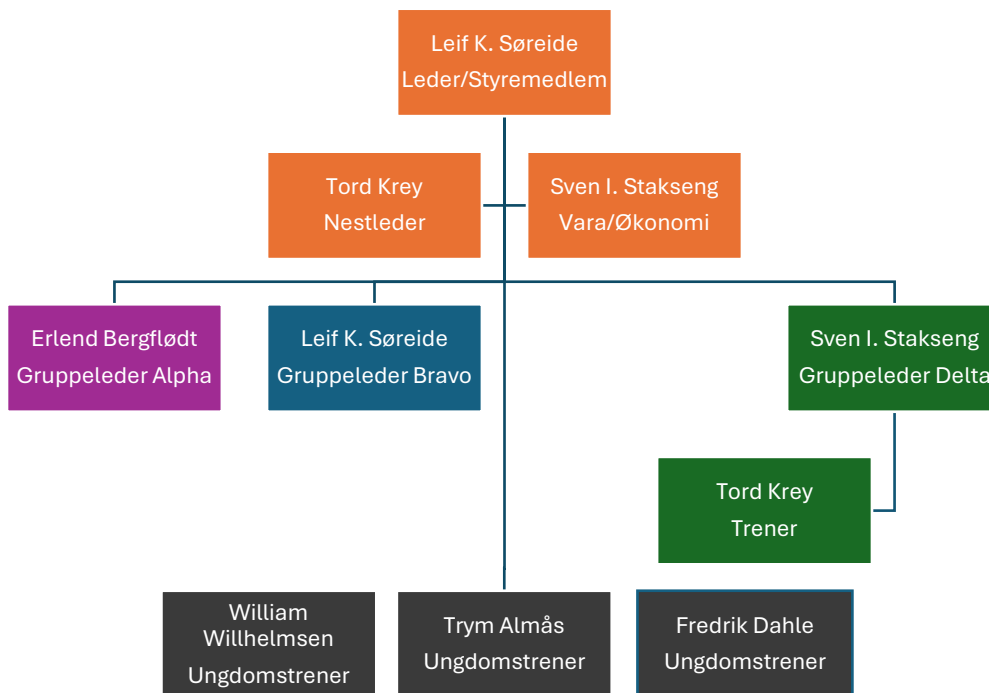 Leif K. Søreide
Leder/Styremedlem
Tord Krey
Nestleder
Sven I. Stakseng
Vara/Økonomi
Erlend Bergflødt
Gruppeleder Alpha
Leif K. Søreide
Gruppeleder Bravo
Sven I. Stakseng
Gruppeleder Delta
Tord Krey
Trener
William
Willhelmsen
Ungdomstrener
Trym Almås
Ungdomstrener
Fredrik Dahle
Ungdomstrener